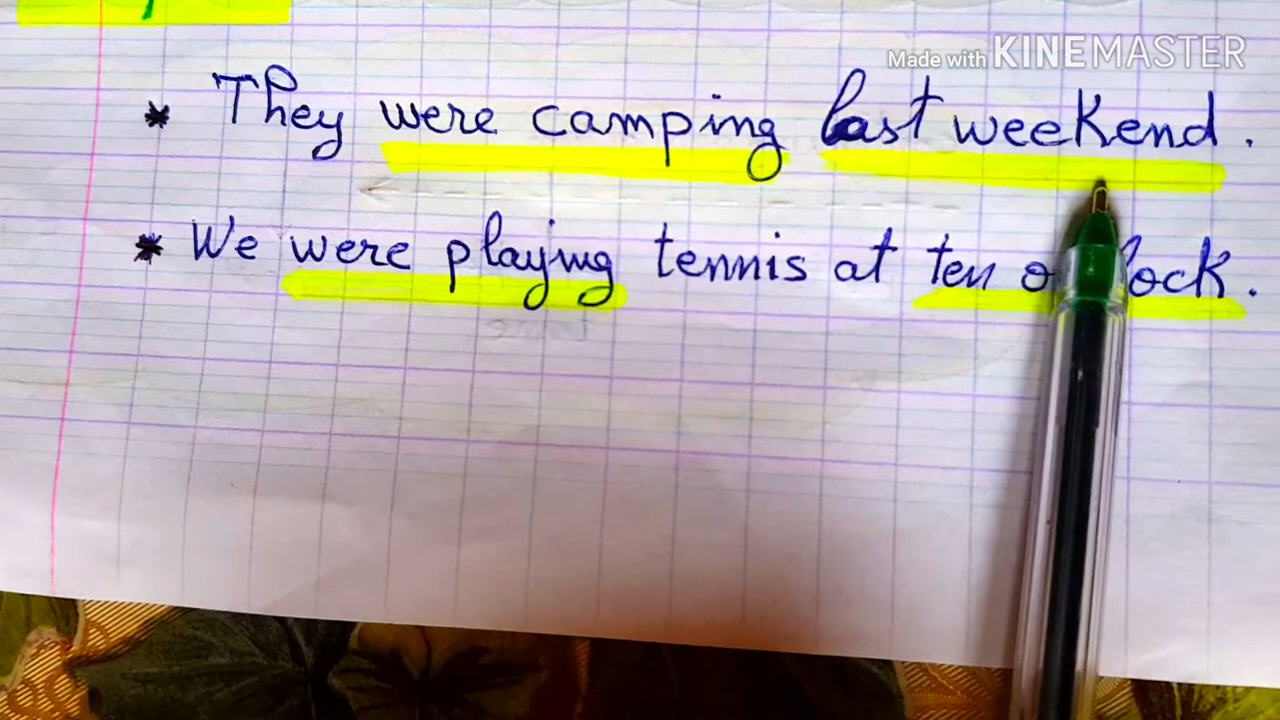 Made with KINEMASTER
* They were camping last weekend.
* We were playing tennis at ten